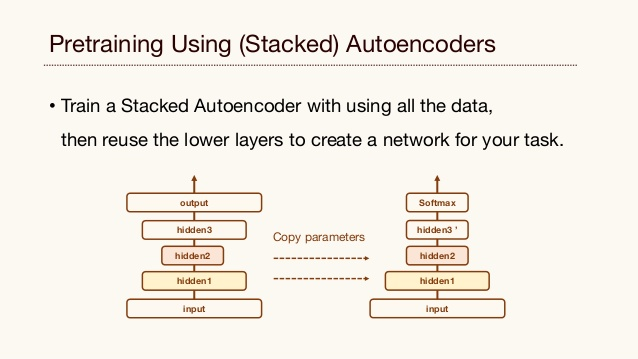 Pretraining Using (Stacked) Autoencoders
• Train a Stacked Autoencoder with using all the data,
then reuse the lower layers to create a network for your task.
output
hidden3
hidden2
hidden1
input
Copy parameters
Softmax
hidden3 ’
hidden2
hidden1
input